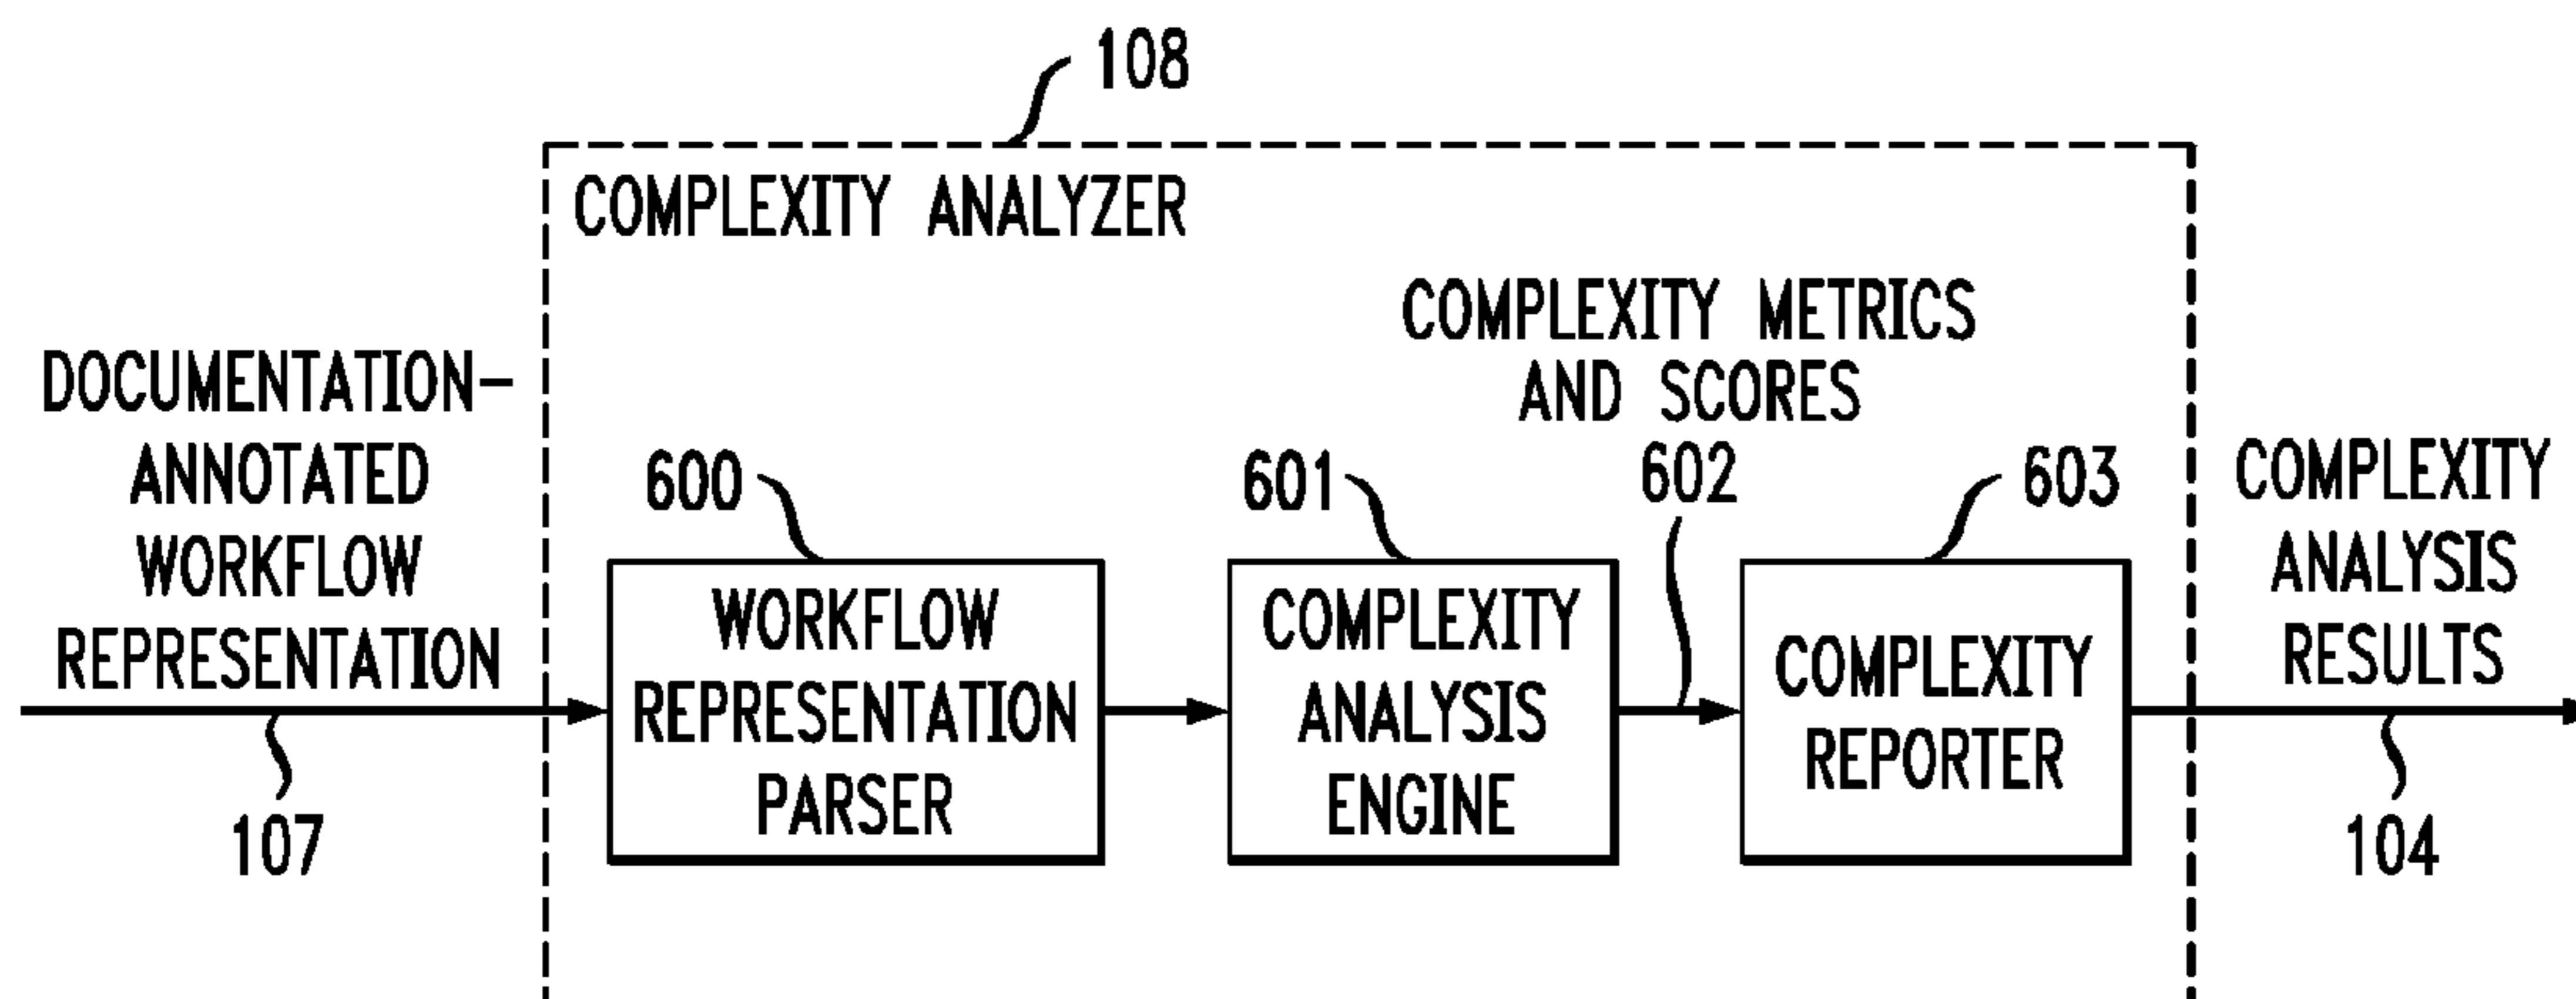 108
COMPLEXITY ANALYZER
COMPLEXITY METRICS
AND SCORES
602
DOCUMENTATION-
ANNOTATED
WORKFLOW
REPRESENTATION
107
600
WORKFLOW
REPRESENTATION
PARSER
601
COMPLEXITY
ANALYSIS
ENGINE
603
COMPLEXITY
REPORTER
COMPLEXITY
ANALYSIS
RESULTS
104